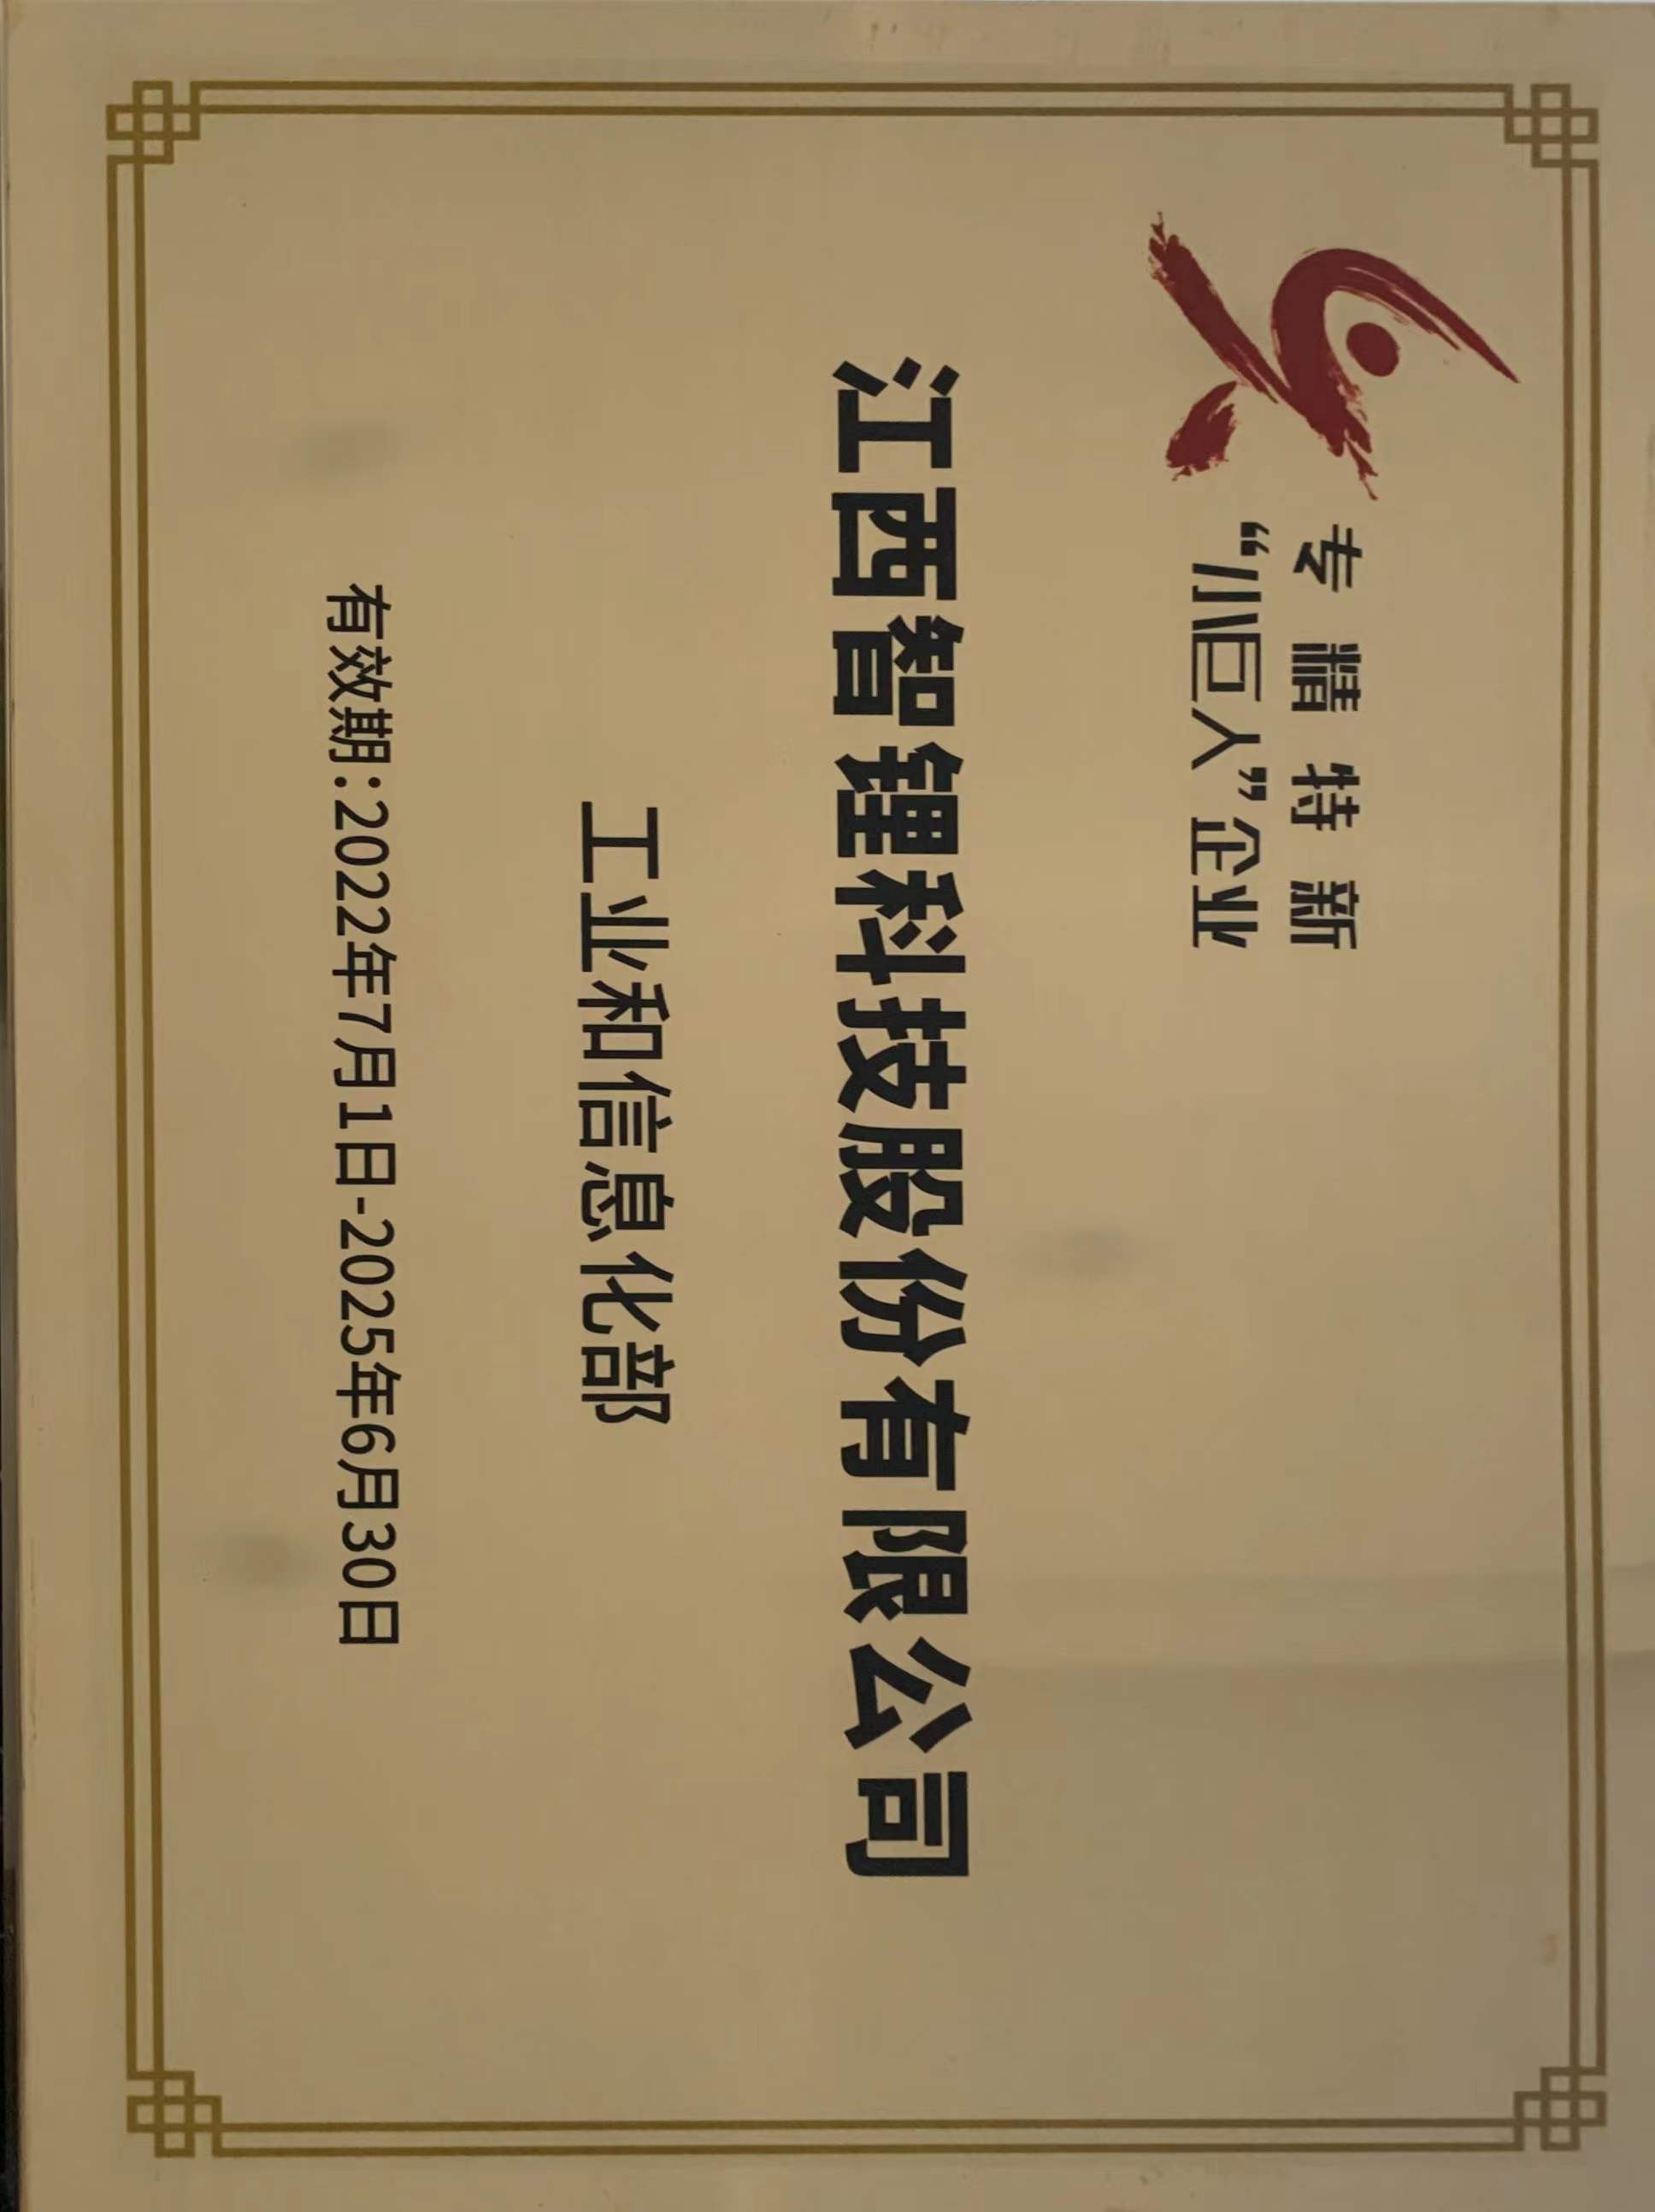 专精特新
“小巨人”企业
江西智锂科技股份有限公司
工业和信息化部
有效期:2022年7月1日-2025年6月30日